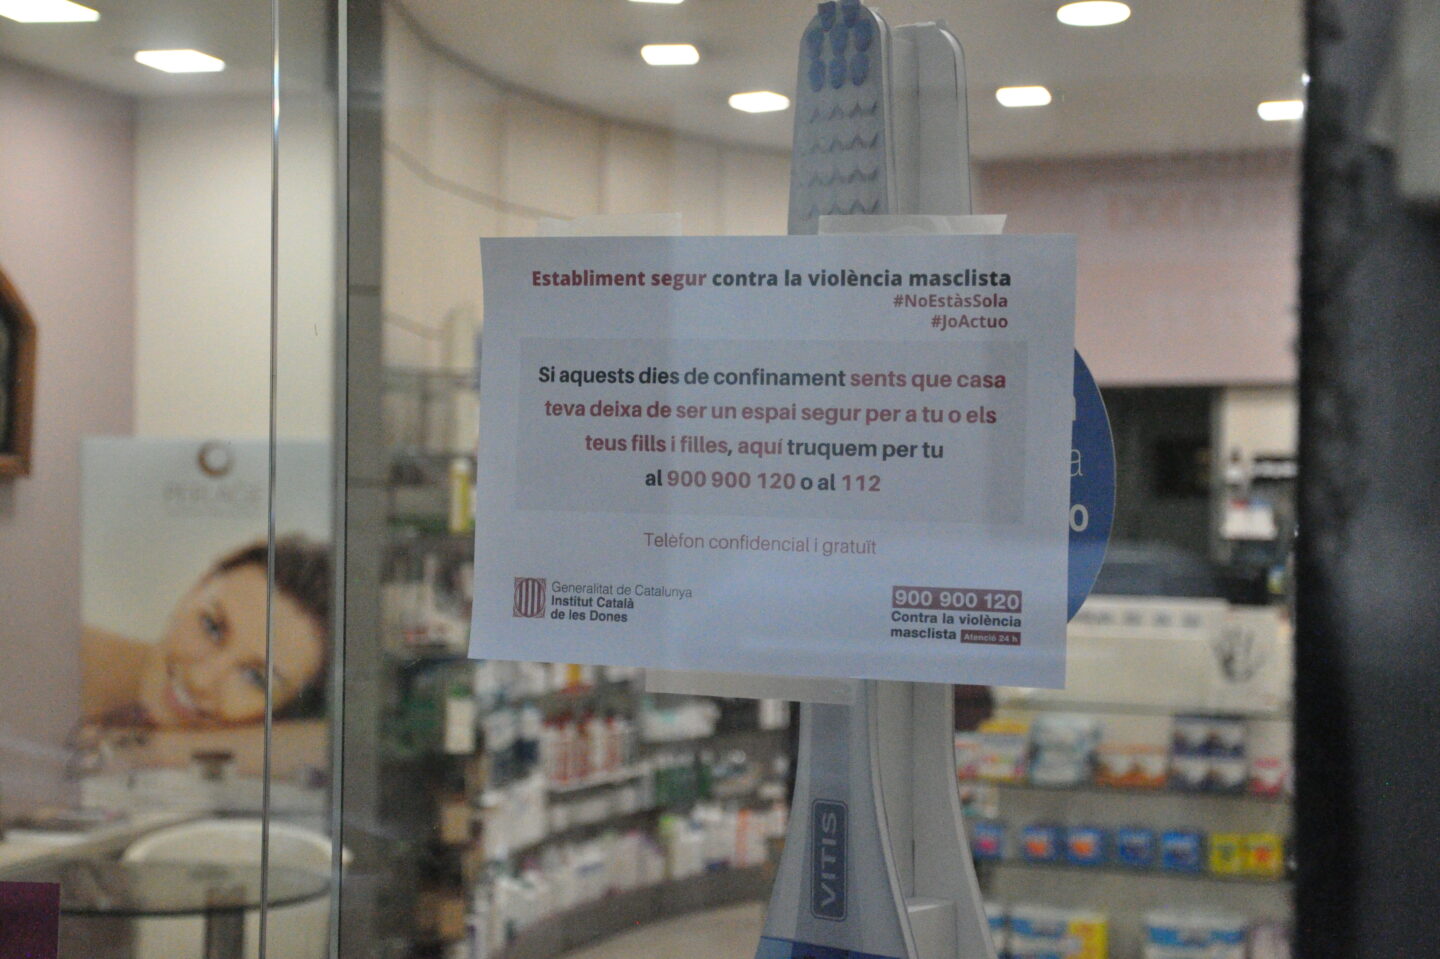 Establiment segur contra la violència masclista
#NoEstàsSola
#JoActuo
Si aquests dies de confinament sents que casa
teva deixa de ser un espai segur per a tu o els
teus fills i filles, aquí truquem per tu
al 900 900 120 o al 112
Telèfon confidencial i gratuït
Generalitat de Catalunya
Institut Català
de les Dones
900 900 120
Contra la violència
masclista Atenció 24 h
VITIS